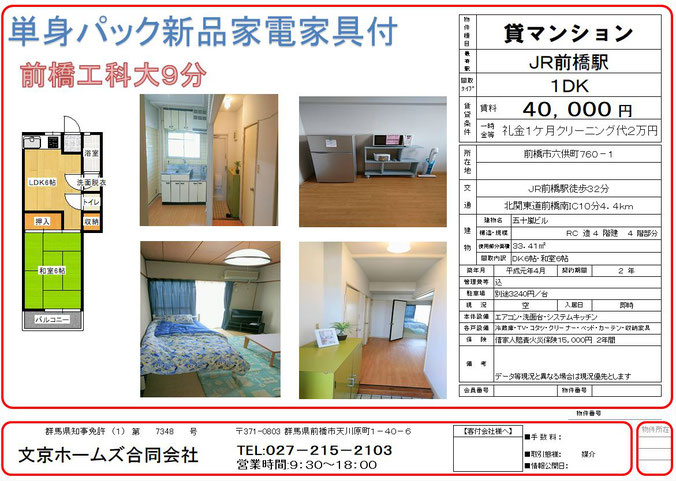 単身パック新品家電家具付
前橋工科大9分
浴室
LDK6帖
洗面脱衣
トイレ
押入
収納
和室6帖
バルコニー
物件種目
貸マンション
最寄駅
JR前橋駅
間取タイプ
1DK
賃貸条件
賃料
40,000円
一時金等
礼金1ケ月クリーニング代2万円
所在地
前橋市六供町760-1
交通
JR前橋駅徒歩32分
北関東道前橋南IC10分4.4km
建物
建物名
五十嵐ビル
構造・規模
RC 造 4 階建 4 階部分
使用部分面積
33.41㎡
間取内訳
DK6帖・和室6帖
築年月
平成元年4月
契約期間
2 年
管理費等
込
駐車場
別途3240円/台
現況
空
入居日
即時
本体設備
エアコン・洗面台・システムキッチン
各戸設備
冷蔵庫・TV・コタツ・クリーナー・ベッド・カーテン・収納家具
保険
借家人賠責火災保険15,000円 2年間
備考
データ等現況と異なる場合は現況優先とします
会員番号
物件番号
物件番号
群馬県知事免許(1)第 7348 号
〒371-0803 群馬県前橋市天川原町1-40-6
文京ホームズ合同会社
TEL:027-215-2103
営業時間:9:30~18:00
【客付会社様へ】
■手数料:
■取引態様: 媒介
■情報公開日:
物件所在